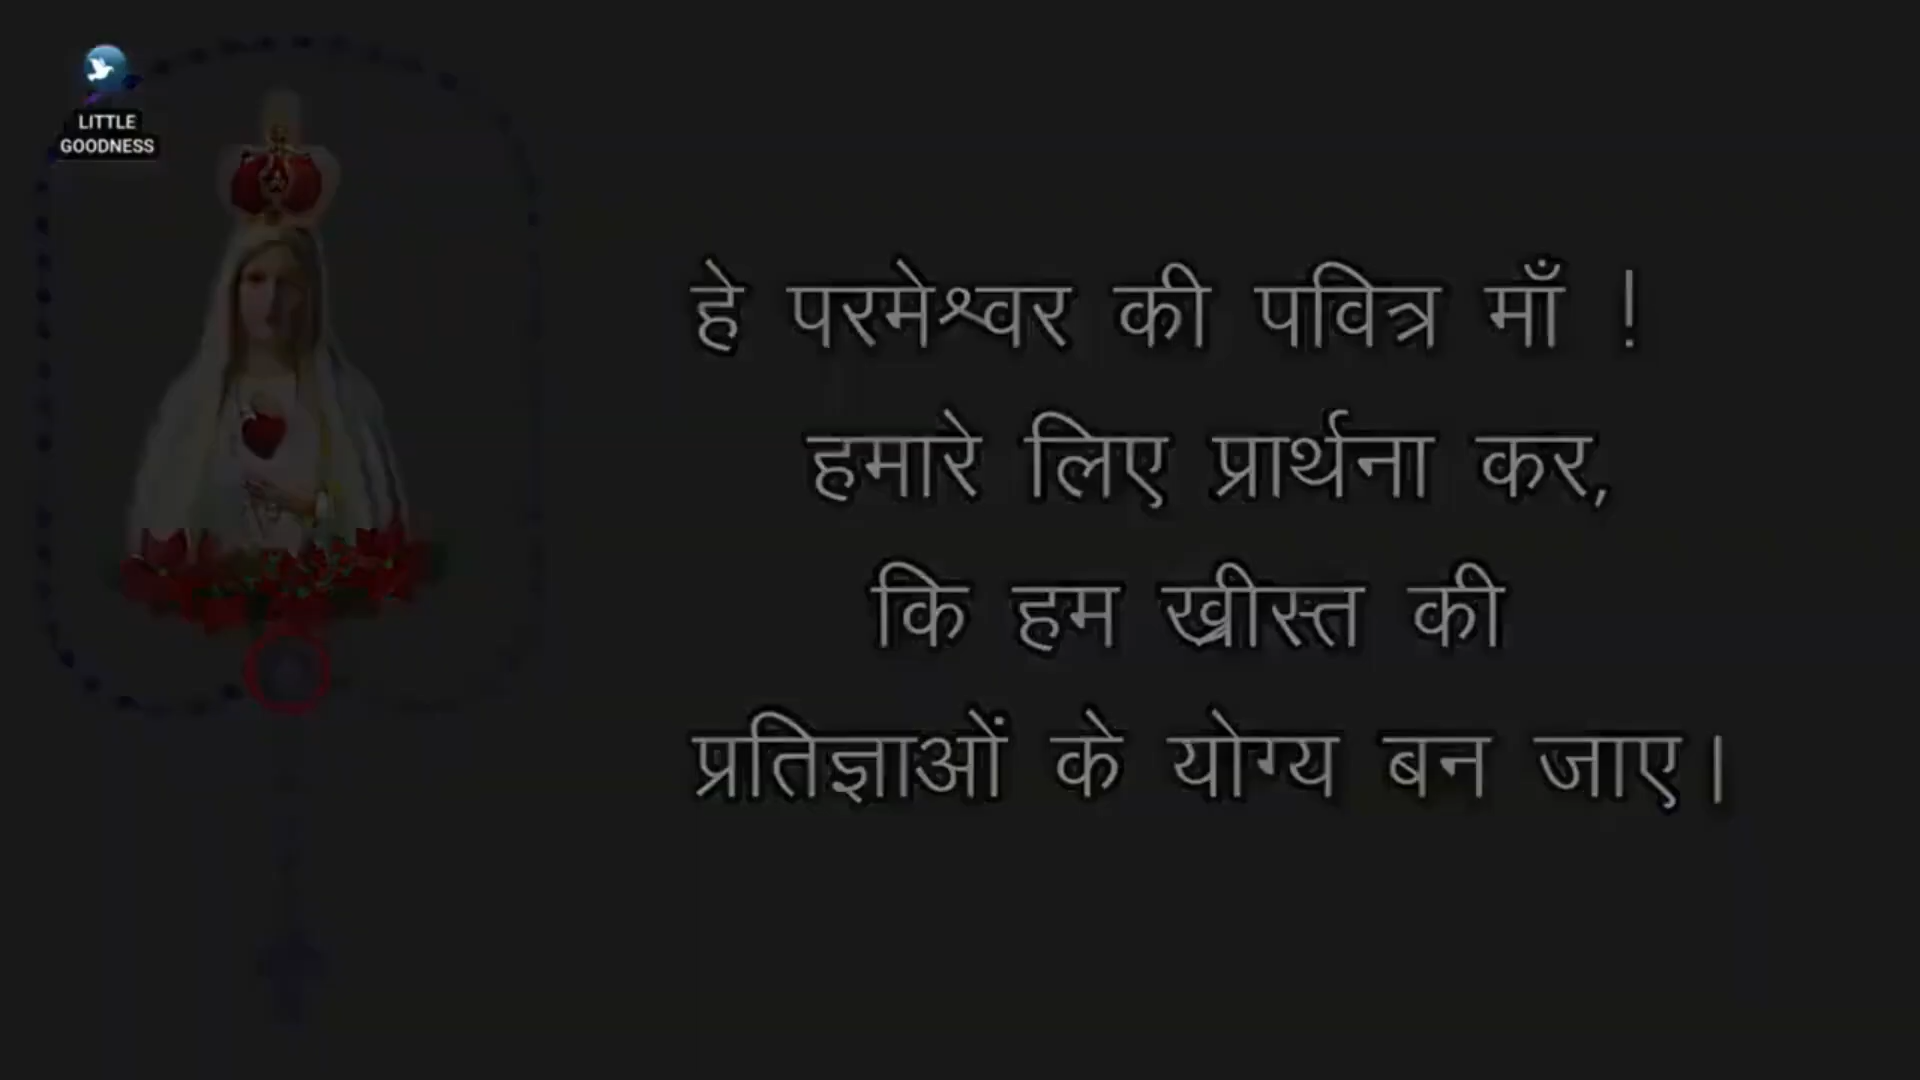 LITTLE
GOODNESS
हे परमेश्वर की पवित्र माँ !
हमारे लिए प्रार्थना कर,
कि हम ख्रीस्त की
प्रतिज्ञाओं के योग्य बन जाए।